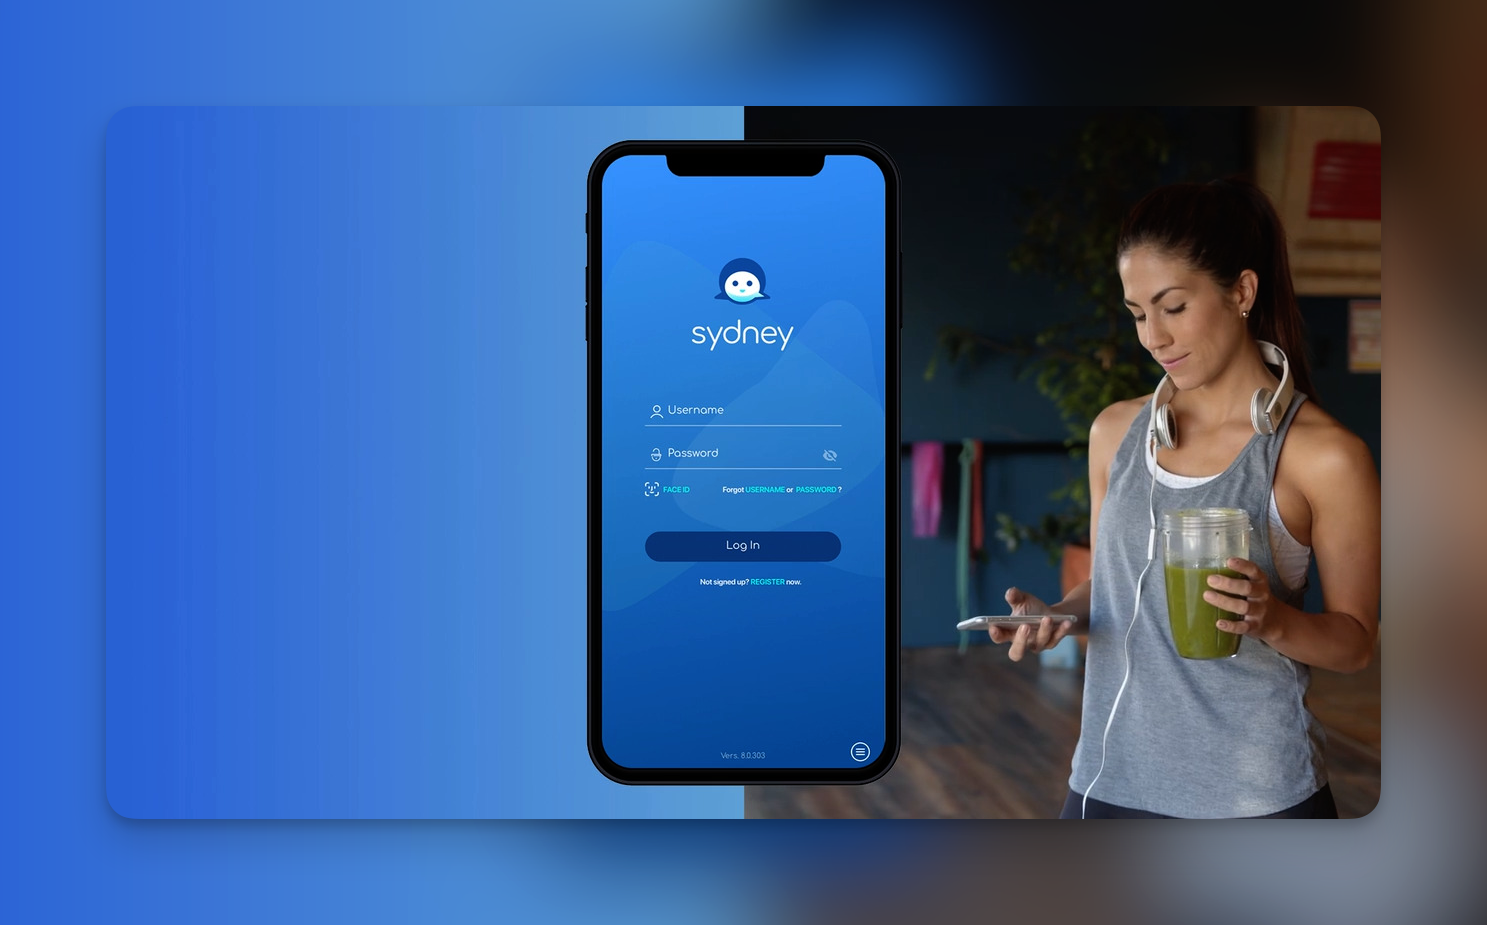 sydney
Username
Password
FACE ID
Forgot USERNAME or PASSWORD ?
Log In
Not signed up? REGISTER now.
Vers. 8.0.303